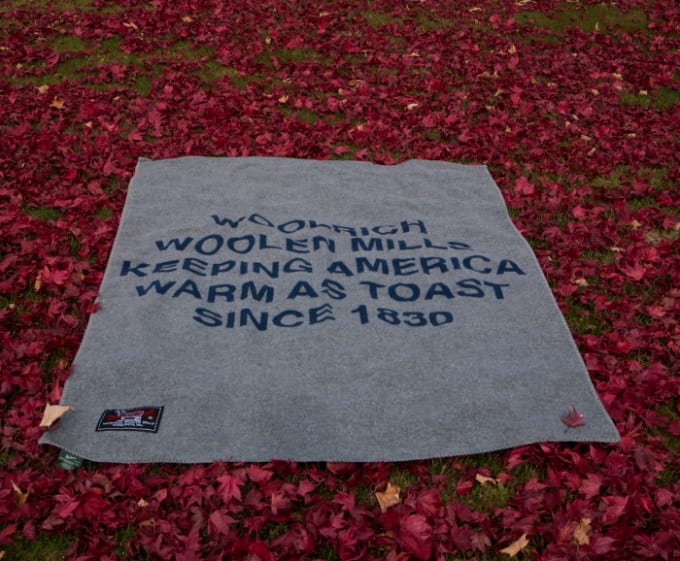 WOOLRICH
WOOLEN MILLS
KEEPING AMERICA
WARM AS TOAST
SINCE 1830